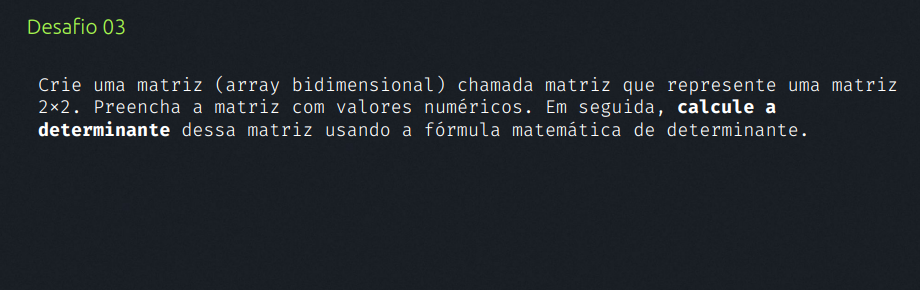 Desafio 03
Crie uma matriz (array bidimensional) chamada matriz que represente uma matriz
2×2. Preencha a matriz com valores numéricos. Em seguida, calcule a
determinante dessa matriz usando a fórmula matemática de determinante.